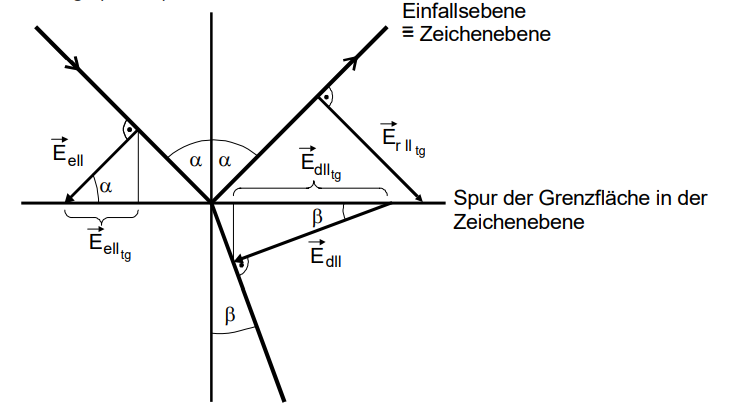 Einfallsebene
≡ Zeichenebene
E⃗ ell
α
α α
E⃗ dll tg
E⃗ r ll tg
Spur der Grenzfläche in der
Zeichenebene
E⃗ ell tg
β
E⃗ dll
β